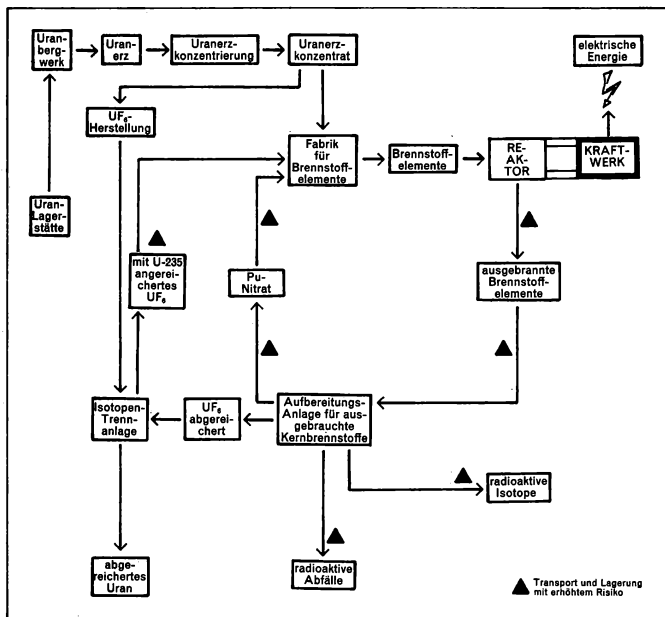 Uran-
bergwerk
Uran-
erz
Uranerz-
konzentrierung
Uranerz-
konzentrat
elektrische
Energie
UF₆-
Herstellung
Fabrik
für
Brennstoff-
elemente
Brennstoff-
elemente
RE-
AK-
TOR
KRAFT-
WERK
Uran-
Lager-
stätte
mit U-235
angerei-
chertes
UF₆
Pu-
Nitrat
ausgebrannte
Brennstoff-
elemente
Isotopen-
Trenn-
anlage
UF₆
abgerei-
chert
Aufbereitungs-
Anlage für aus-
gebrauchte
Kernbrennstoffe
radioaktive
Isotope
abge-
reichertes
Uran
radioaktive
Abfälle
Transport und Lagerung
mit erhöhtem Risiko